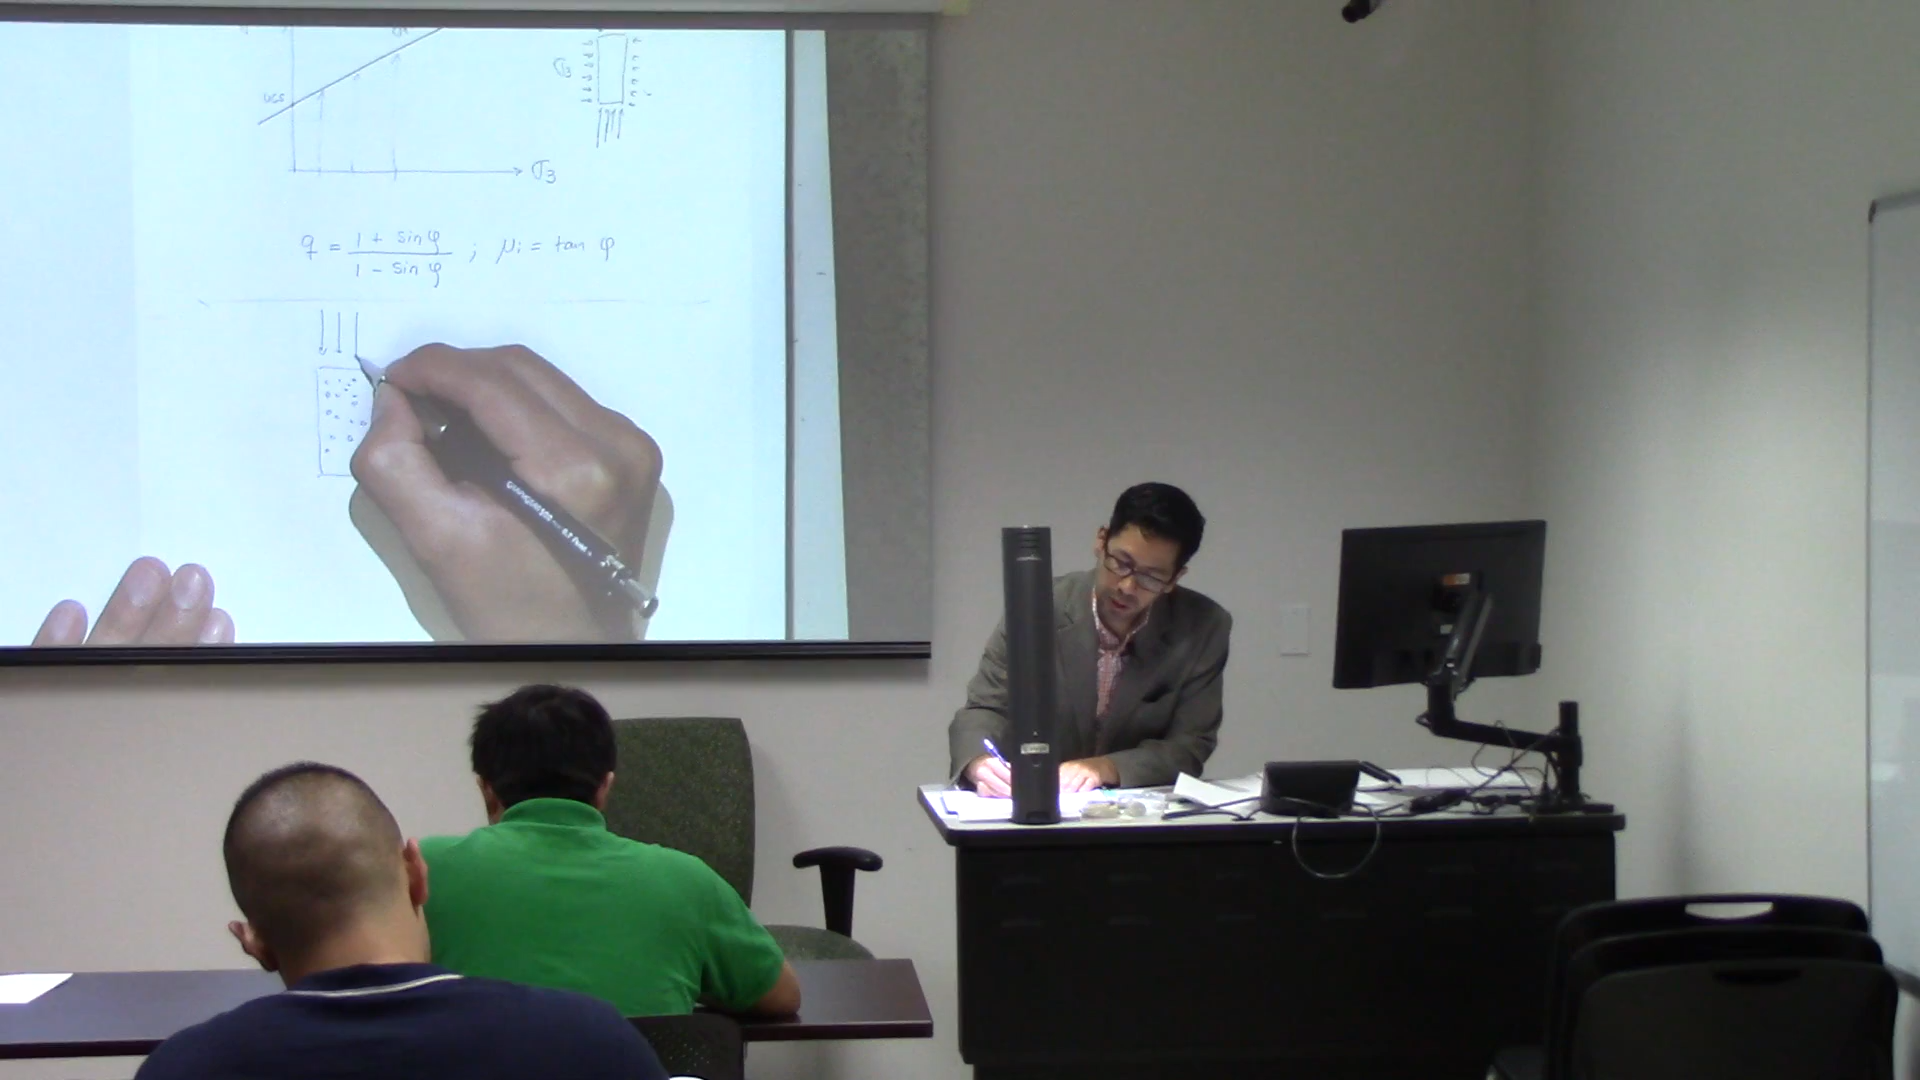 UCS
σ3
σ3
q = 1 + sin φ / 1 - sin φ ; μi = tan φ